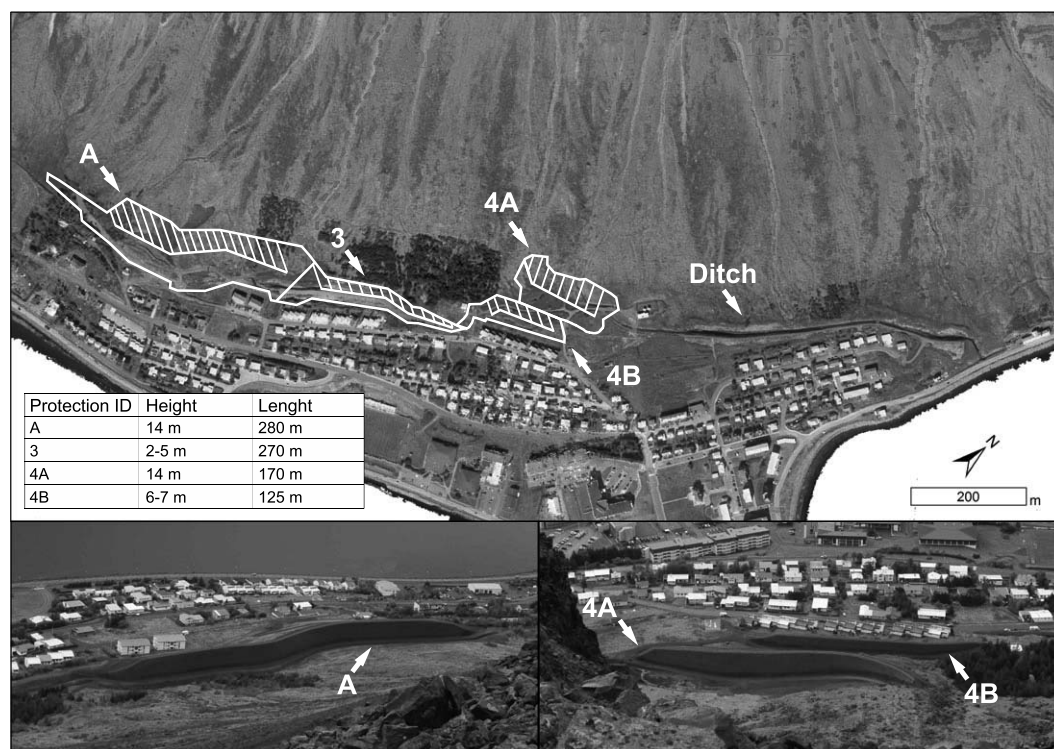 A
4A
3
Ditch
4B
Protection ID Height Lenght
A 14 m 280 m
3 2-5 m 270 m
4A 14 m 170 m
4B 6-7 m 125 m
N
200 m
A
4A
4B